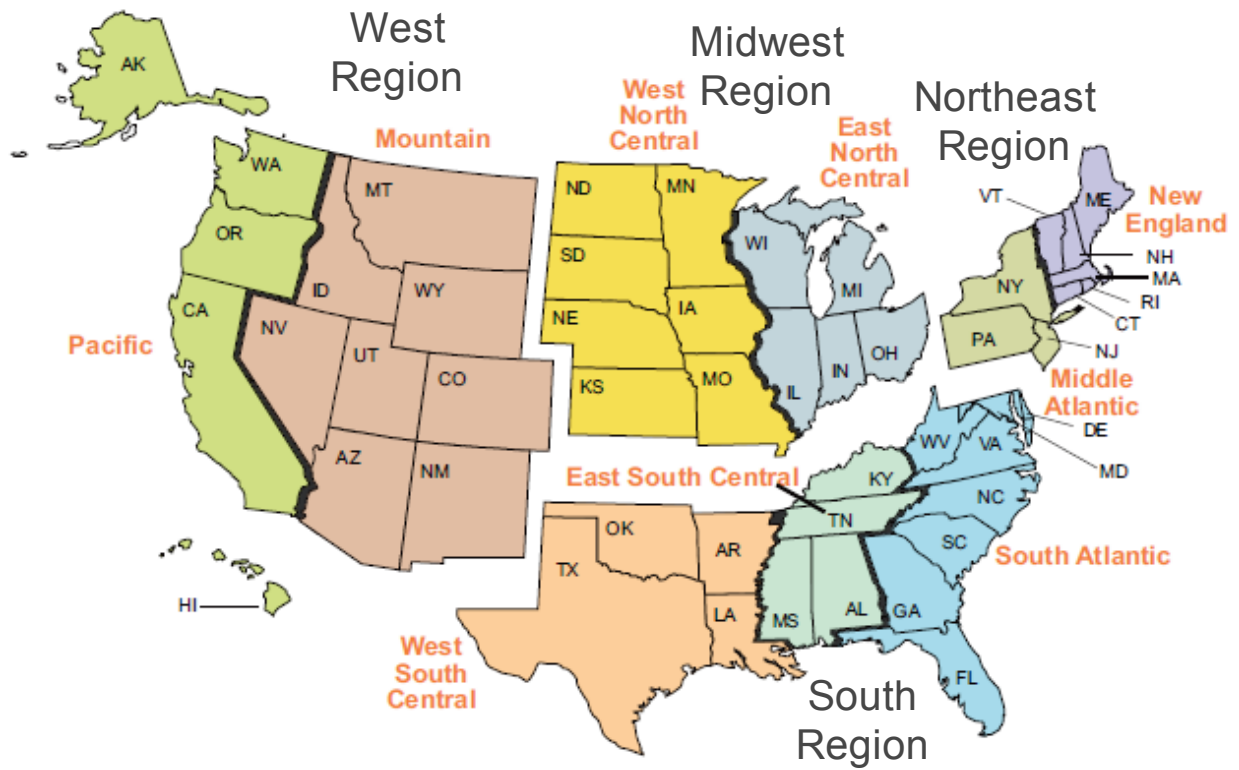 West
Region
Midwest
Region
Northeast
Region
West
North
Central
East
North
Central
Mountain
New
England
Pacific
Middle
Atlantic
East South Central
South Atlantic
West
South
Central
South
Region
AK
WA
OR
CA
HI
MT
ID
WY
NV
UT
CO
AZ
NM
ND
MN
SD
NE
IA
KS
MO
WI
MI
IL
IN
OH
VT
ME
NH
MA
RI
CT
NY
PA
NJ
DE
MD
WV
VA
KY
NC
TN
SC
OK
AR
TX
LA
MS
AL
GA
FL